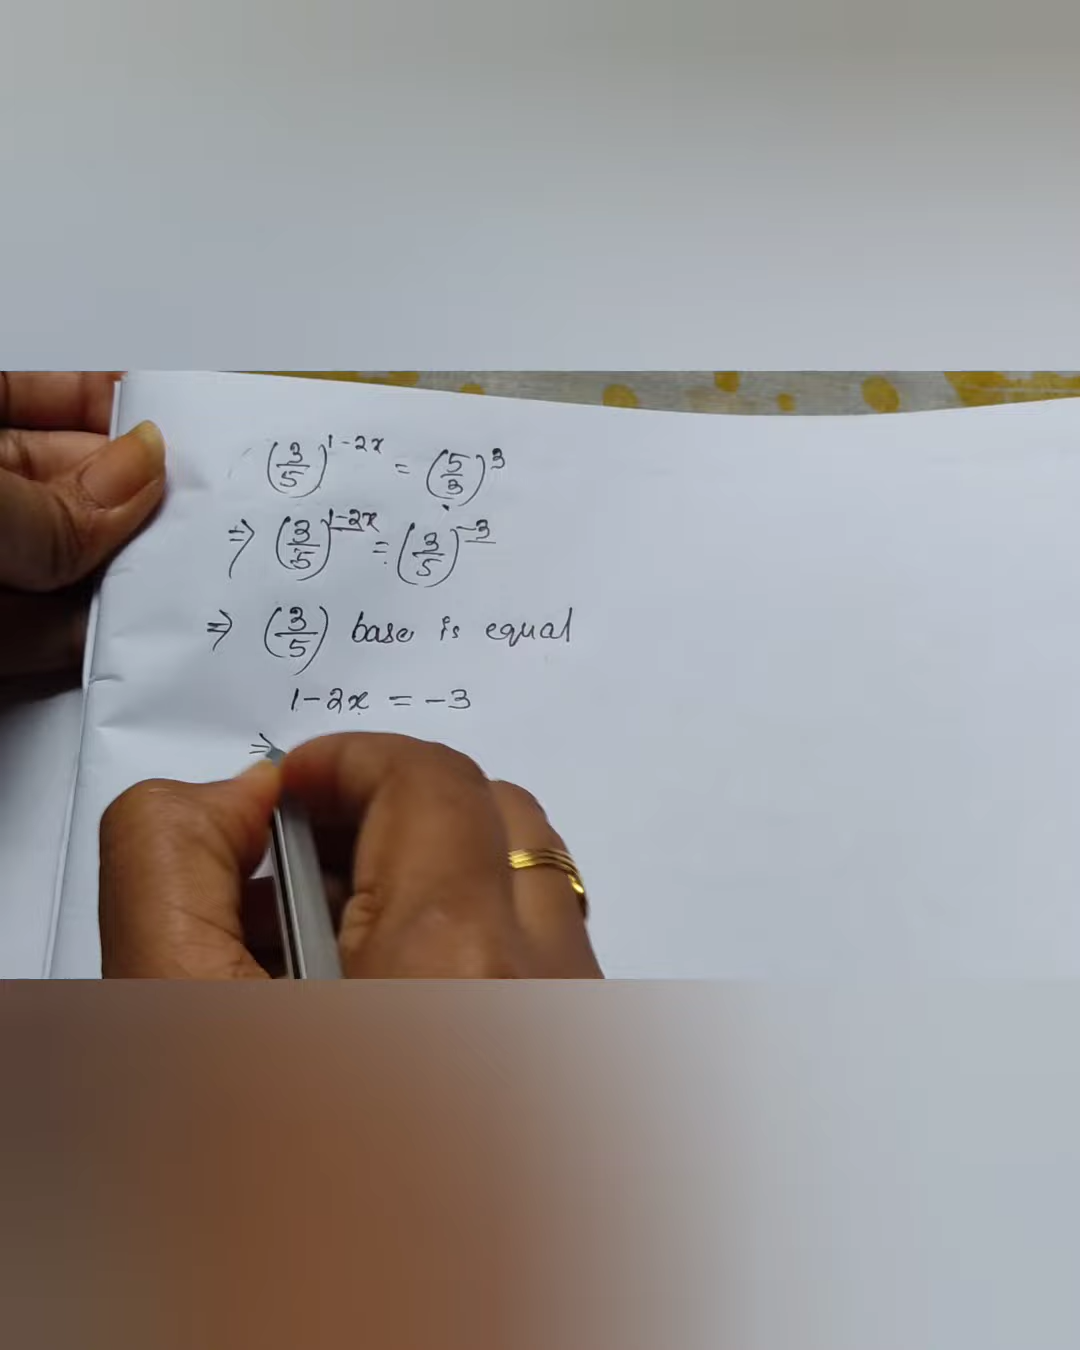 (3/5)^1-2x = (5/3)^3
⇒ (3/5)^1-2x = (3/5)^-3
⇒ (3/5) base is equal
1-2x = -3
⇒